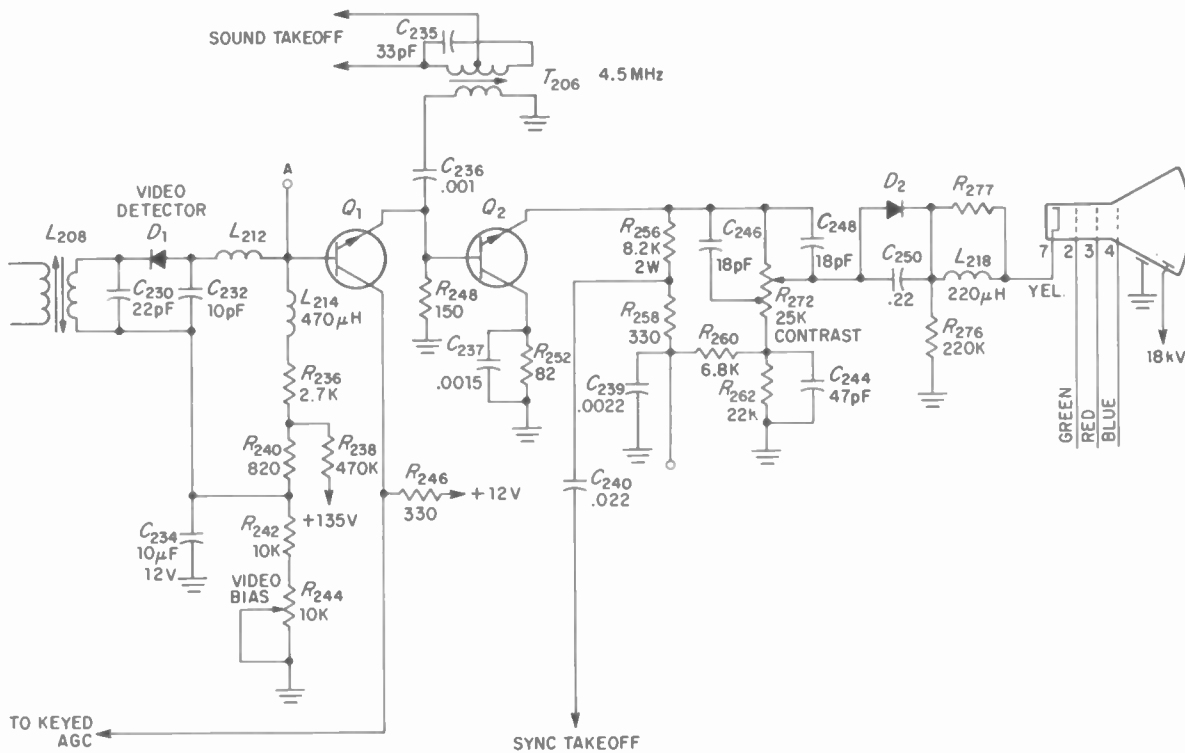 SOUND TAKEOFF
C235
33pF
T206 4.5MHz
C236
.001
A
VIDEO
DETECTOR
L208
D1
L212
Q1
Q2
C230
22pF
C232
10pF
L214
470µH
R248
150
R236
2.7K
C237
.0015
R252
82
R240
820
R238
470K
+135V
R246
330
+12V
C234
10µF
12V
R242
10K
VIDEO
BIAS
R244
10K
TO KEYED
AGC
R256
8.2K
2W
C246
18pF
C248
18pF
R258
330
R272
25K
CONTRAST
R260
6.8K
C239
.0022
R262
22k
C244
47pF
C240
.022
SYNC TAKEOFF
D2
R277
C250
.22
L218
220µH
YEL.
R276
220K
7
2
3
4
18kV
GREEN
RED
BLUE